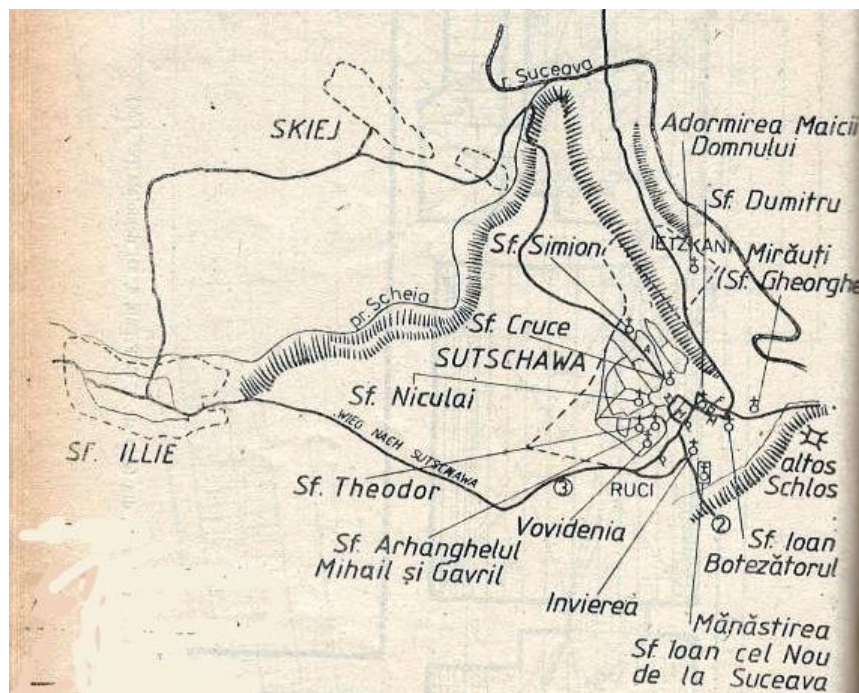 r. Suceava
SKIEJ
Adormirea Maicii
Domnului
Sf. Dumitru
Sf. Simion
IETZKANI
Mirăuți
(Sf. Gheorghe
pr. Scheia
Sf. Cruce
SUTSCHAWA
Sf. Niculai
Sf. ILLIE
WIEG NACH SUTSCHAWA
altos
Schlos
Sf. Theodor
3
RUCI
2
Vovidenia
Sf. Arhanghelul
Mihail și Gavril
Sf. Ioan
Botezătorul
Invierea
Mănăstirea
Sf Ioan cel Nou
de la Suceava